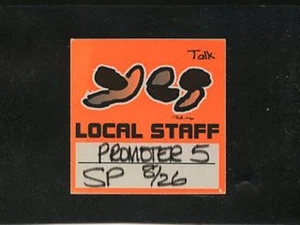 Talk
YES
LOCAL STAFF
PROMOTER 5
SP 8/26